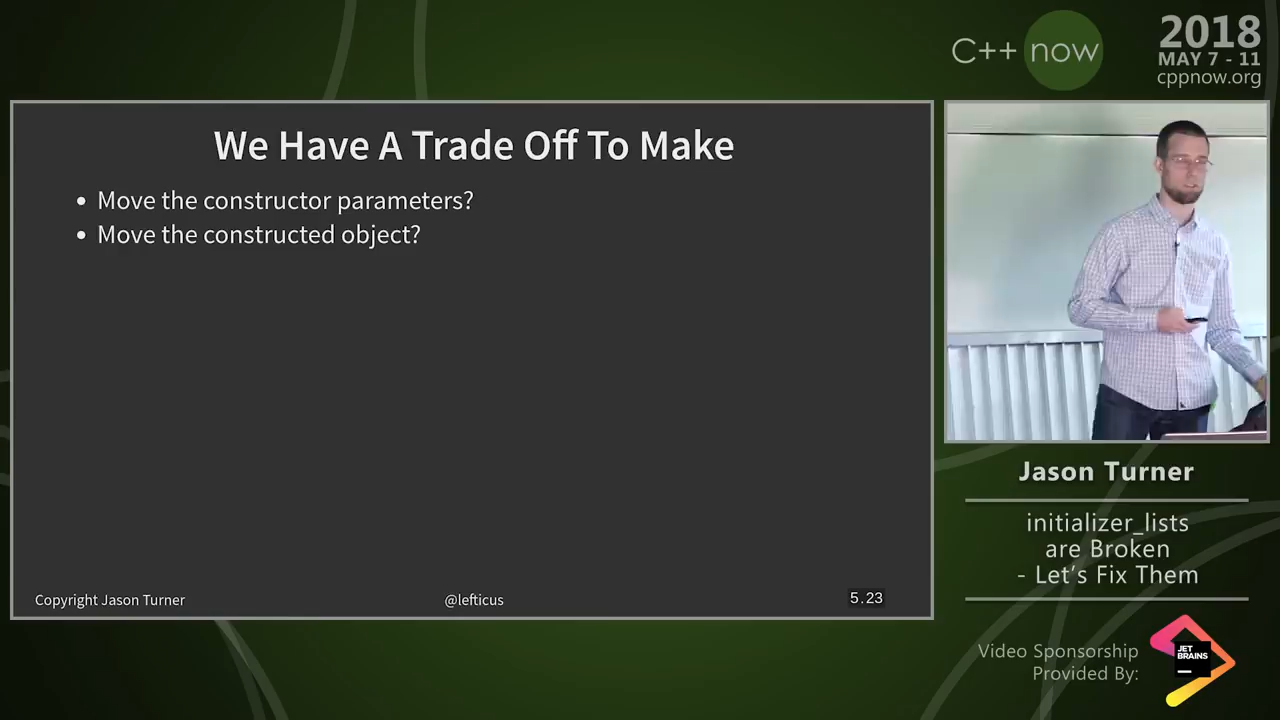 C++ now
2018
MAY 7 - 11
cppnow.org
We Have A Trade Off To Make
• Move the constructor parameters?
• Move the constructed object?
Copyright Jason Turner
@lefticus
5.23
Jason Turner
initializer_lists
are Broken
- Let's Fix Them
Video Sponsorship
Provided By:
JET
BRAINS